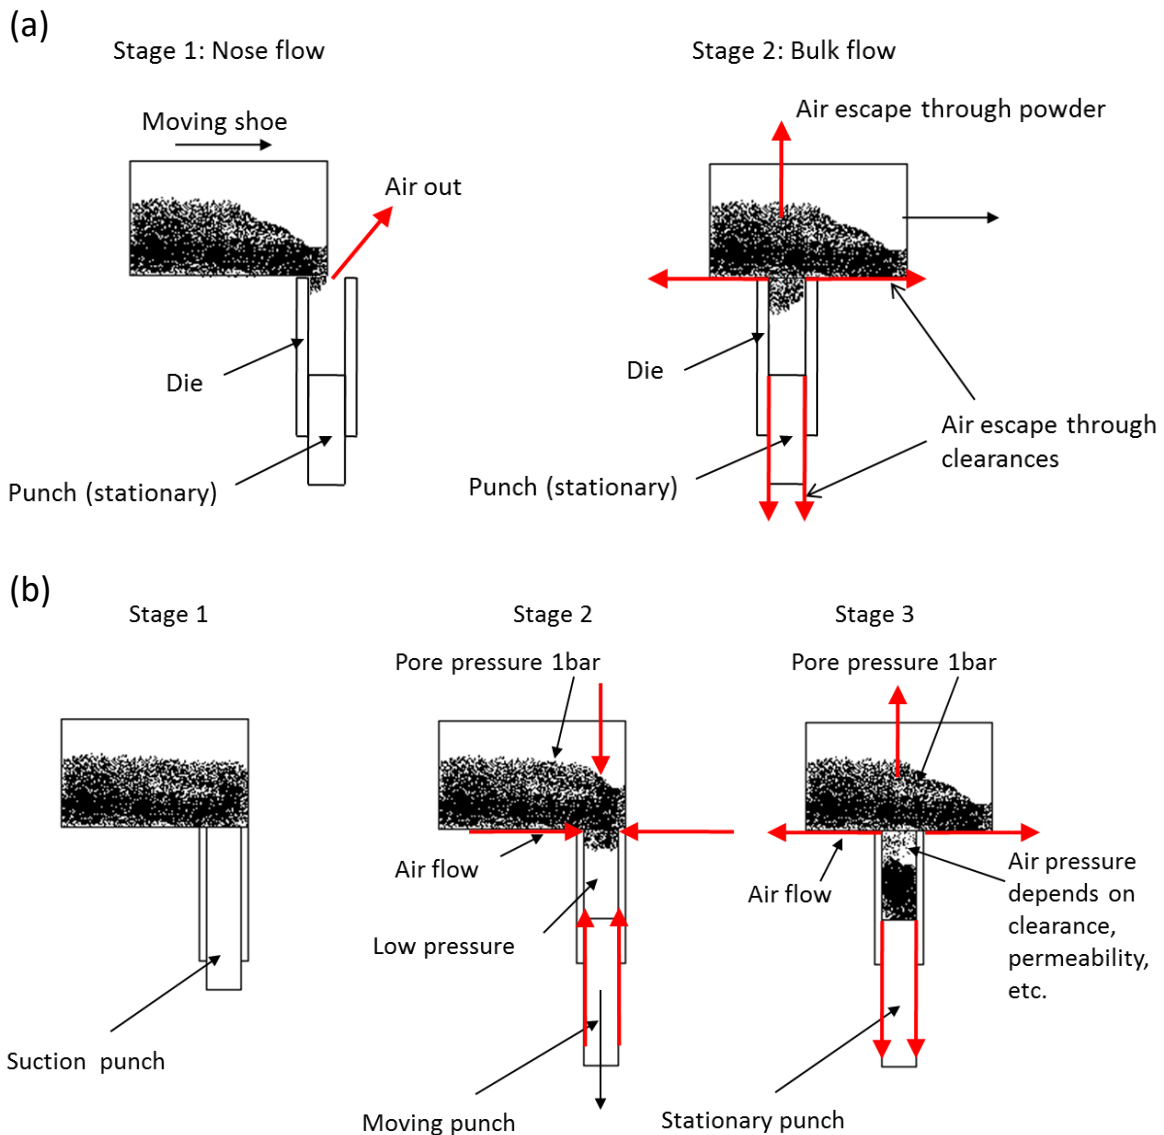 (a)
Stage 1: Nose flow
Stage 2: Bulk flow
Moving shoe
Air escape through powder
Air out
Die
Die
Air escape through
clearances
Punch (stationary)
Punch (stationary)
(b)
Stage 1
Stage 2
Stage 3
Pore pressure 1bar
Pore pressure 1bar
Air flow
Air flow
Air pressure
depends on
clearance,
permeability,
etc.
Low pressure
Suction punch
Moving punch
Stationary punch